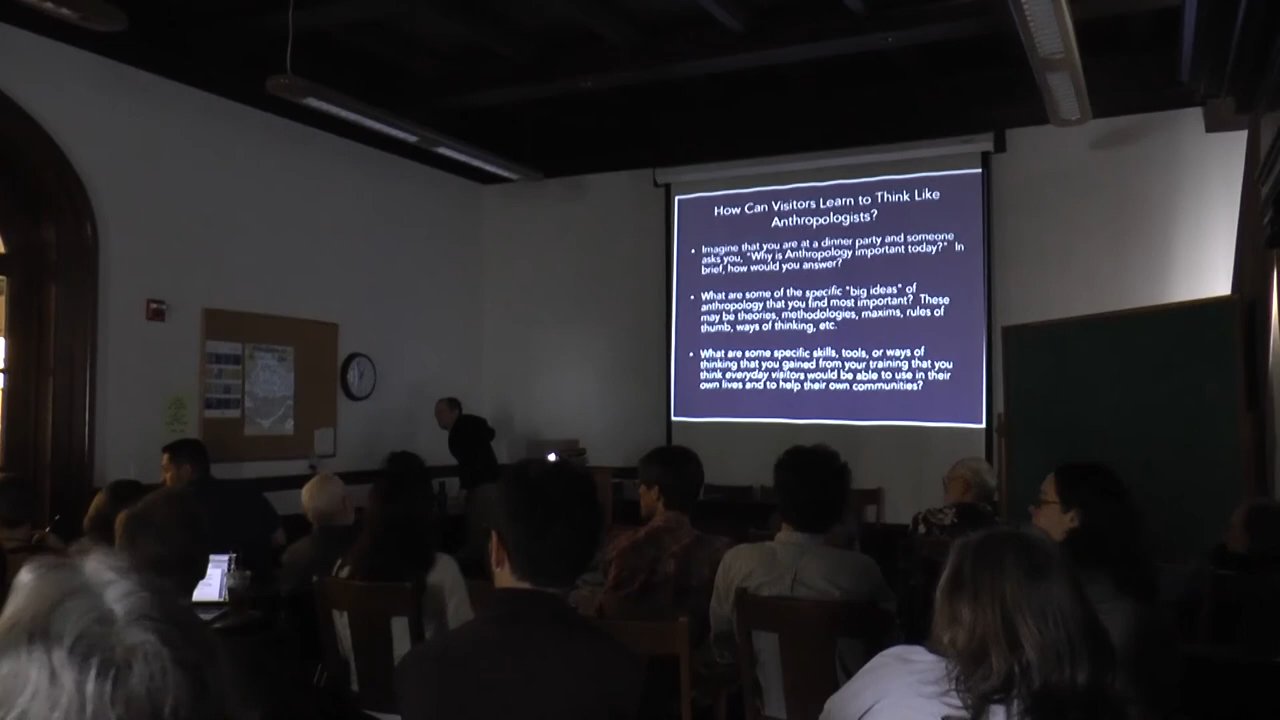 How Can Visitors Learn to Think Like
Anthropologists?
• Imagine that you are at a dinner party and someone
asks you, "Why is Anthropology important today?" In
brief, how would you answer?
• What are some of the specific "big ideas" of
anthropology that you find most important? These
may be theories, methodologies, maxims, rules of
thumb, ways of thinking, etc.
• What are some specific skills, tools, or ways of
thinking that you gained from your training that you
think everyday visitors would be able to use in their
own lives and to help their own communities?